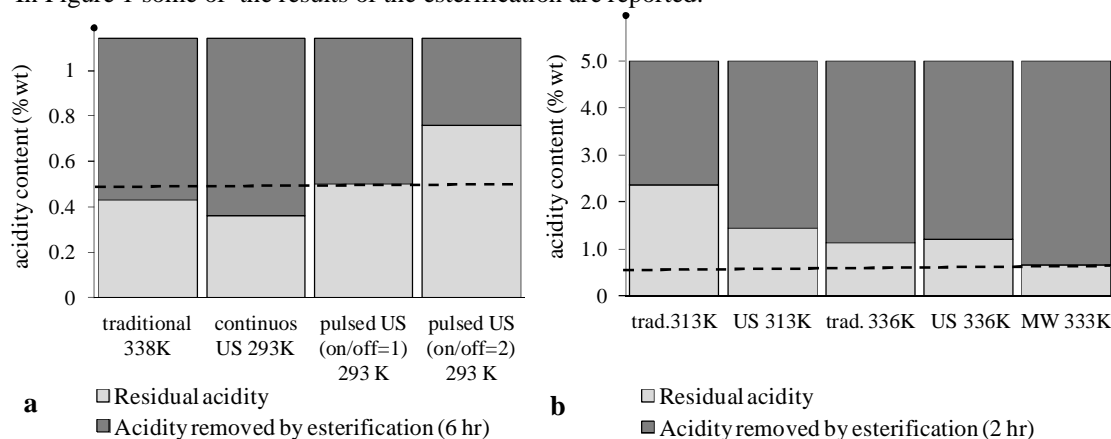 In Figure 1 some of the results of the esterification are reported.
acidity content (% wt)
1
0.8
0.6
0.4
0.2
0
traditional 338K
continuos US 293K
pulsed US (on/off=1) 293 K
pulsed US (on/off=2) 293 K
Residual acidity
Acidity removed by esterification (6 hr)
a
acidity content (% wt)
5.0
4.0
3.0
2.0
1.0
0
trad.313K
US 313K
trad. 336K
US 336K
MW 333K
Residual acidity
Acidity removed by esterification (2 hr)
b